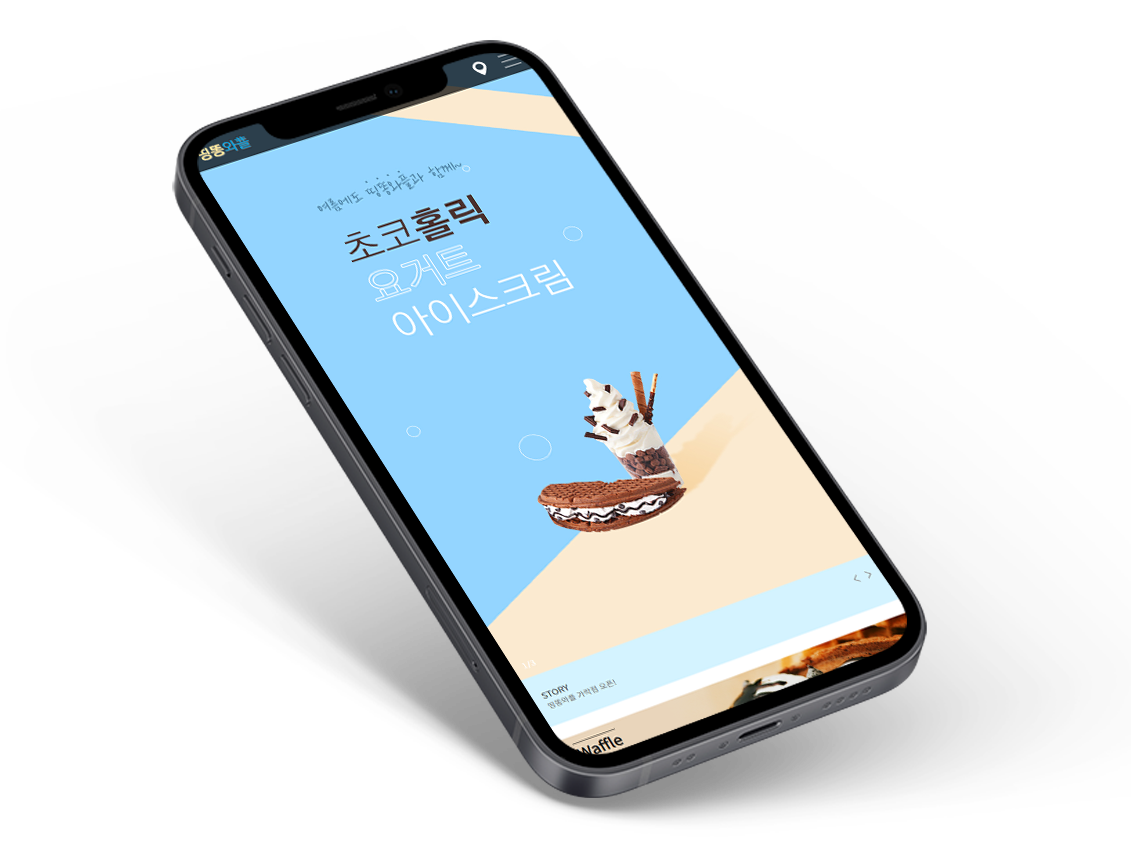 띵똥와플
여름에도 띵똥와플과 함께~
초코홀릭
요거트
아이스크림
1/3
STORY
띵똥와플 가락점 오픈!
Waffle